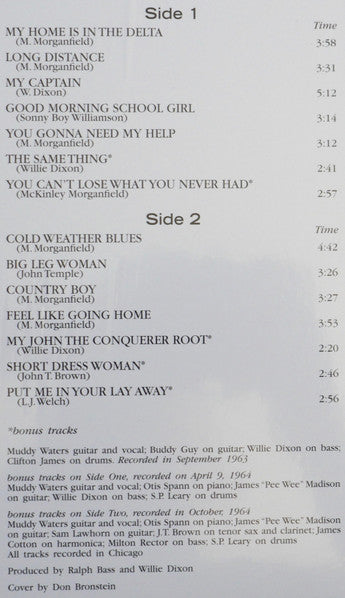 Side 1
Time
MY HOME IS IN THE DELTA
(M. Morganfield) 3:58
LONG DISTANCE
(M. Morganfield) 3:31
MY CAPTAIN
(W. Dixon) 5:12
GOOD MORNING SCHOOL GIRL
(Sonny Boy Williamson) 3:14
YOU GONNA NEED MY HELP
(M. Morganfield) 3:12
THE SAME THING*
(Willie Dixon) 2:41
YOU CAN'T LOSE WHAT YOU NEVER HAD*
(McKinley Morganfield) 2:57
Side 2
Time
COLD WEATHER BLUES
(M. Morganfield) 4:42
BIG LEG WOMAN
(John Temple) 3:26
COUNTRY BOY
(M. Morganfield) 3:27
FEEL LIKE GOING HOME
(M. Morganfield) 3:53
MY JOHN THE CONQUERER ROOT*
(Willie Dixon) 2:20
SHORT DRESS WOMAN*
(John T. Brown) 2:46
PUT ME IN YOUR LAY AWAY*
(L.J. Welch) 2:56
*bonus tracks
Muddy Waters guitar and vocal; Buddy Guy on guitar; Willie Dixon on bass;
Clifton James on drums. Recorded in September 1963
bonus tracks on Side One, recorded on April 9, 1964
Muddy Waters guitar and vocal; Otis Spann on piano; James "Pee Wee" Madison
on guitar; Willie Dixon on bass; S.P. Leary on drums
bonus tracks on Side Two, recorded in October, 1964
Muddy Waters guitar and vocal; Otis Spann on piano; James "Pee Wee" Madison
on guitar; Sam Lawhorn on guitar; J.T. Brown on tenor sax and clarinet; James
Cotton on harmonica; Milton Rector on bass; S.P. Leary on drums
All tracks recorded in Chicago
Produced by Ralph Bass and Willie Dixon
Cover by Don Bronstein